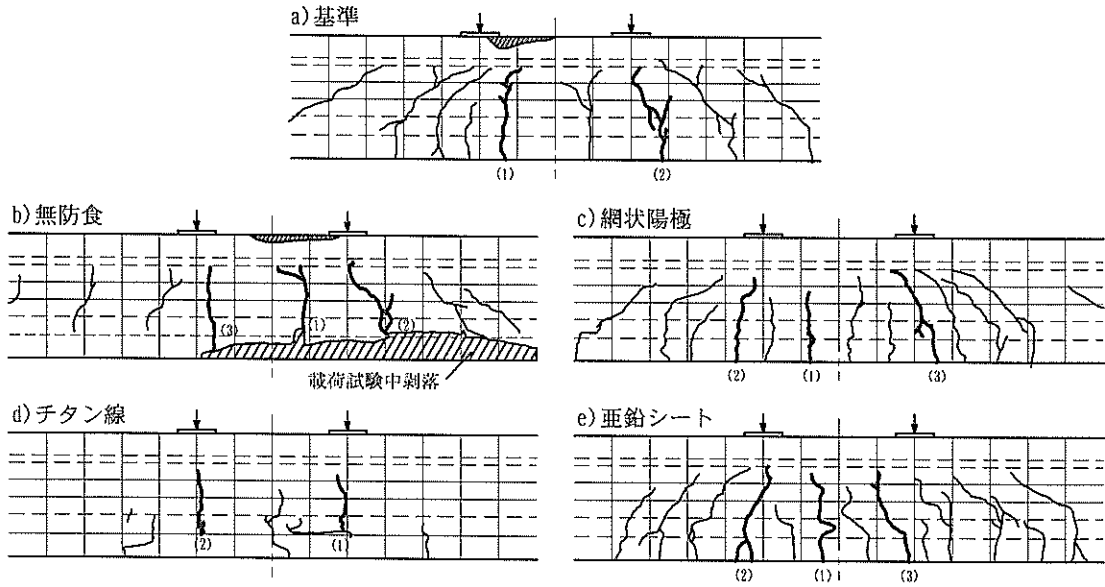 a)基準
(1)
(2)
b)無防食
(3)
(1)
(2)
載荷試験中剥落
c)網状陽極
(2)
(1)
(3)
d)チタン線
(2)
(1)
e)亜鉛シート
(2)
(1)
(3)